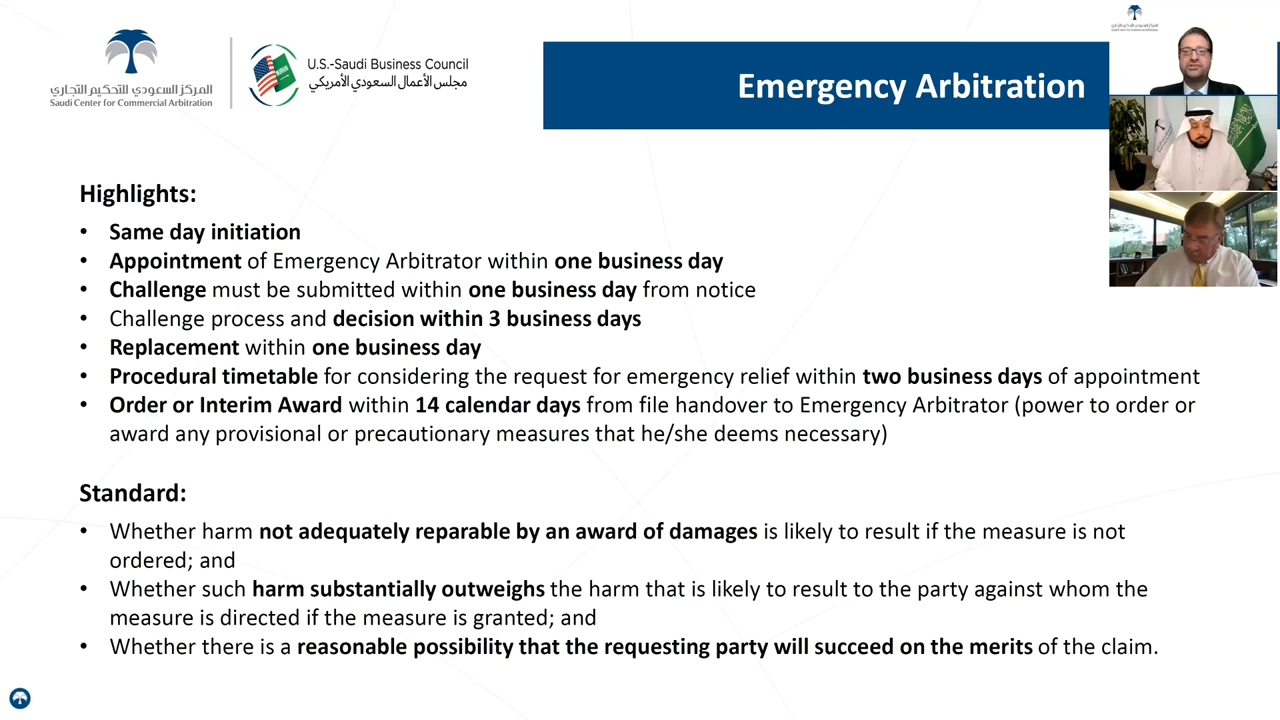 المركز السعودي للتحكيم التجاري
Saudi Center for Commercial Arbitration
U.S.-Saudi Business Council
مجلس الأعمال السعودي الأمريكي
Emergency Arbitration
Highlights:
• Same day initiation
• Appointment of Emergency Arbitrator within one business day
• Challenge must be submitted within one business day from notice
• Challenge process and decision within 3 business days
• Replacement within one business day
• Procedural timetable for considering the request for emergency relief within two business days of appointment
• Order or Interim Award within 14 calendar days from file handover to Emergency Arbitrator (power to order or
award any provisional or precautionary measures that he/she deems necessary)
Standard:
• Whether harm not adequately reparable by an award of damages is likely to result if the measure is not
ordered; and
• Whether such harm substantially outweighs the harm that is likely to result to the party against whom the
measure is directed if the measure is granted; and
• Whether there is a reasonable possibility that the requesting party will succeed on the merits of the claim.